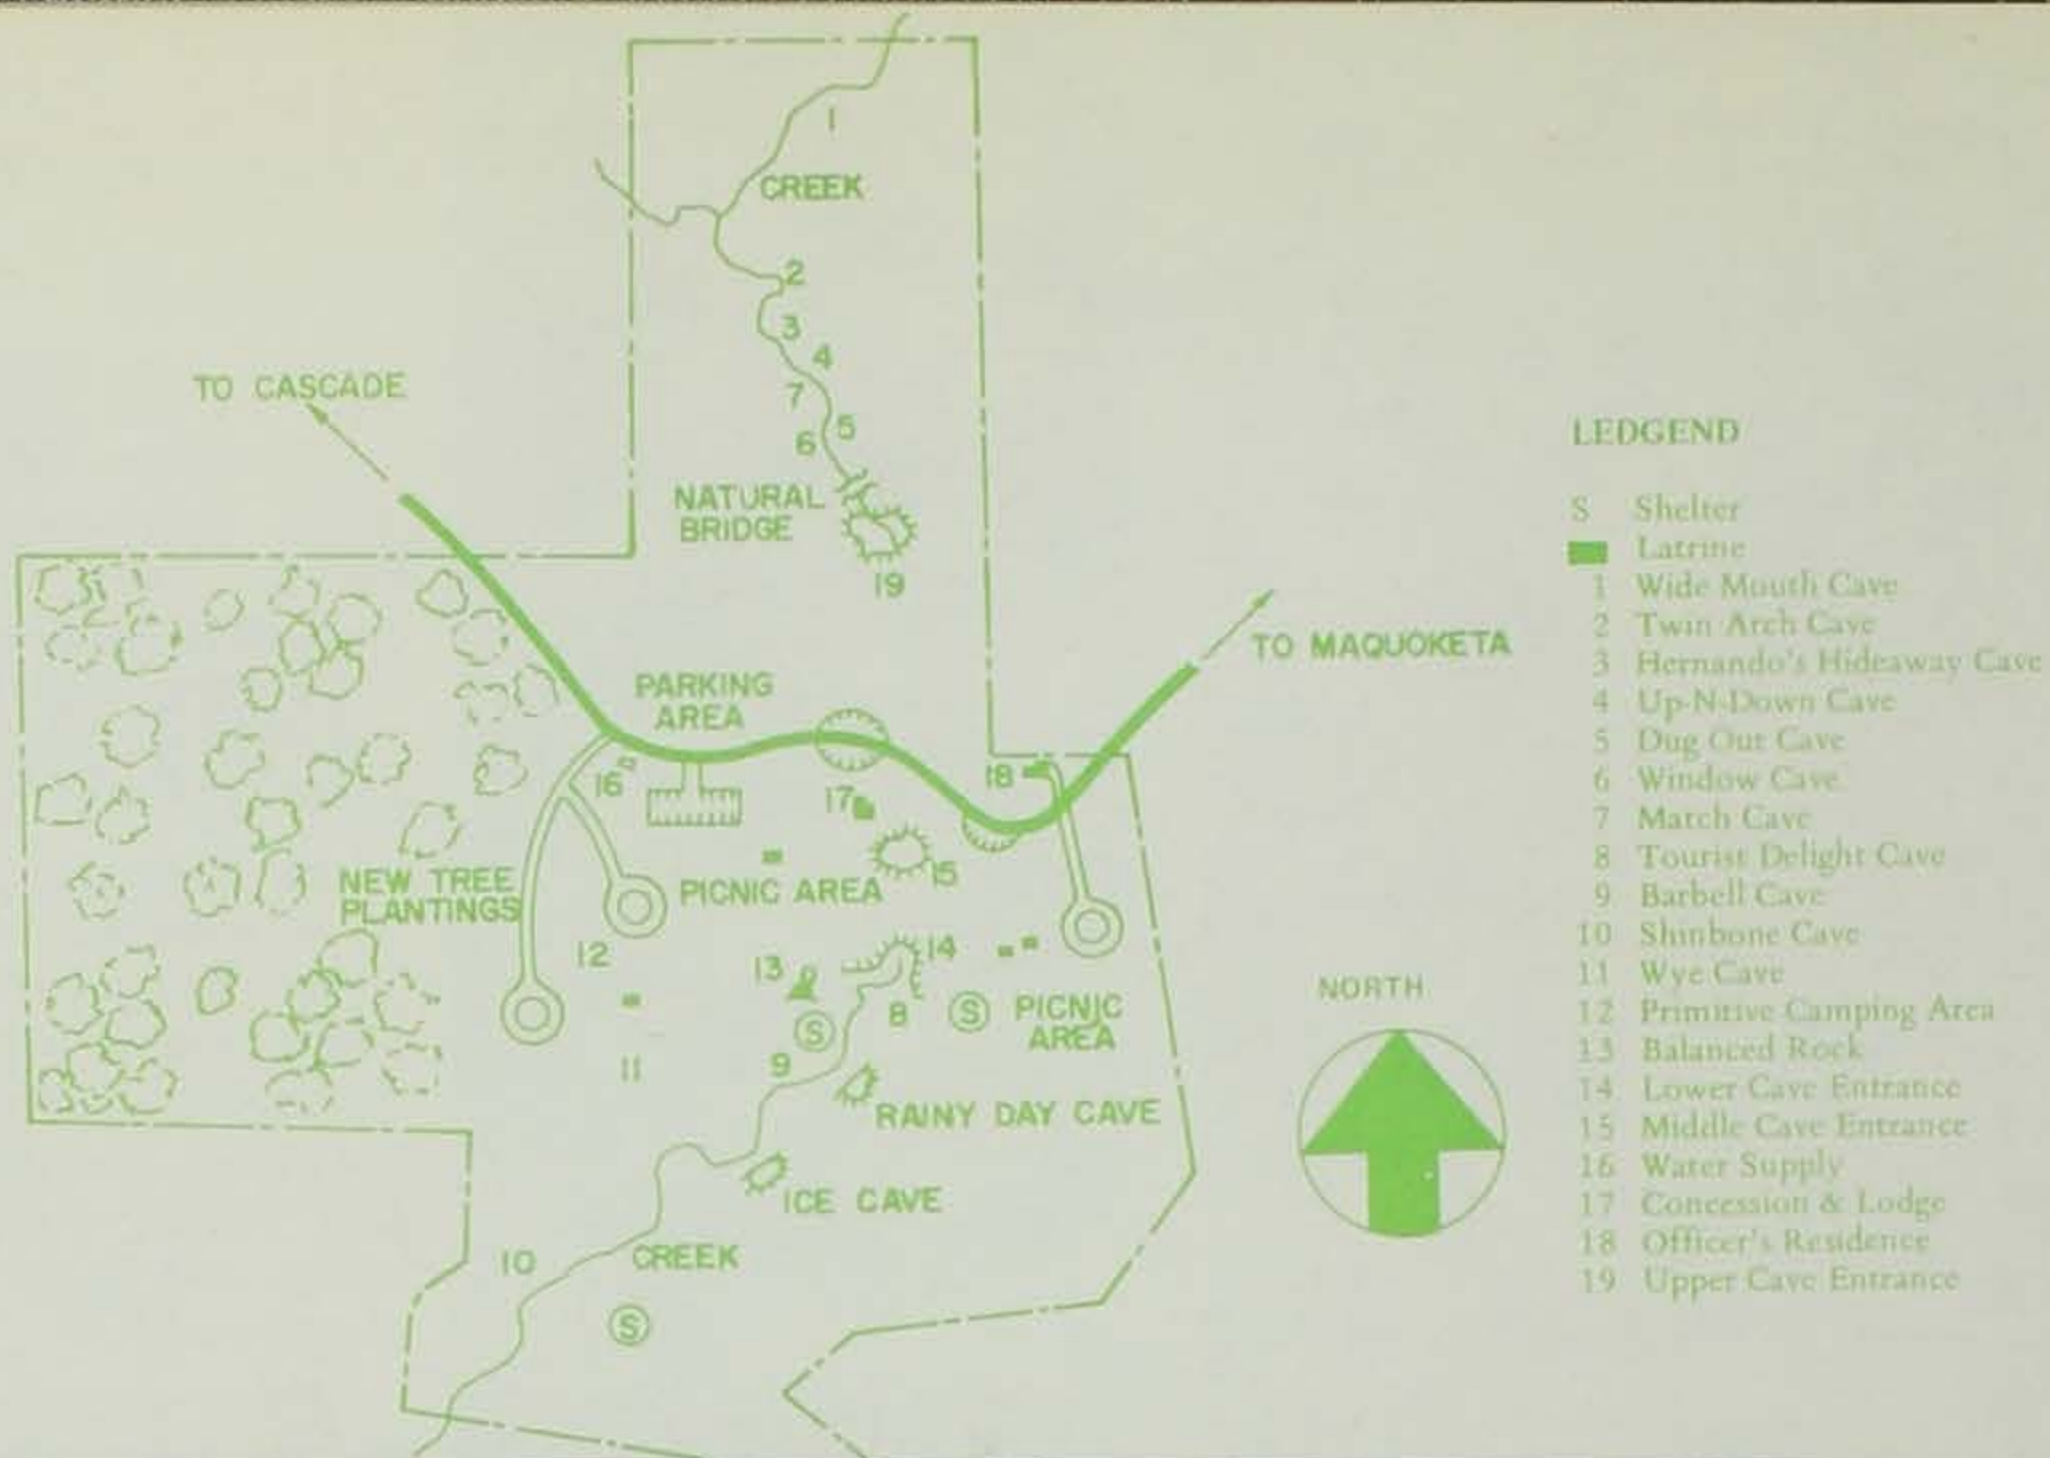 1
CREEK
2
3
4
TO CASCADE
7
5
6
NATURAL
BRIDGE
19
TO MAQUOKETA
PARKING
AREA
16
17
18
15
NEW TREE
PLANTINGS
PICNIC AREA
12
13
14
S
8
S
PICNIC
AREA
11
9
RAINY DAY CAVE
ICE CAVE
10
CREEK
S
NORTH
LEDGEND
S Shelter
Latrine
1 Wide Mouth Cave
2 Twin Arch Cave
3 Hernando's Hideaway Cave
4 Up-N-Down Cave
5 Dug Out Cave
6 Window Cave
7 Match Cave
8 Tourist Delight Cave
9 Barbell Cave
10 Shinbone Cave
11 Wye Cave
12 Primitive Camping Area
13 Balanced Rock
14 Lower Cave Entrance
15 Middle Cave Entrance
16 Water Supply
17 Concession & Lodge
18 Officer's Residence
19 Upper Cave Entrance